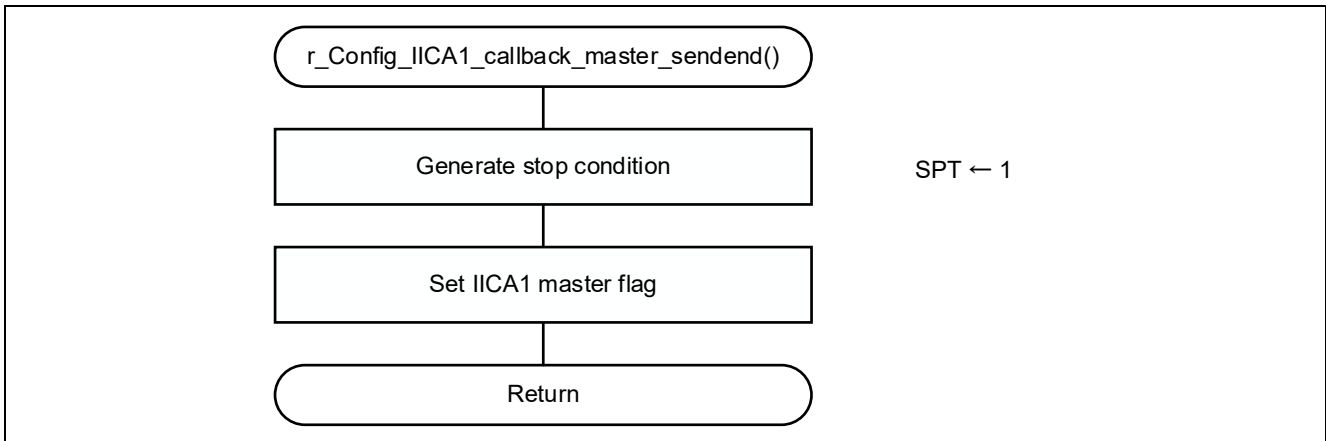 r_Config_IICA1_callback_master_sendend()
Generate stop condition
SPT ← 1
Set IICA1 master flag
Return